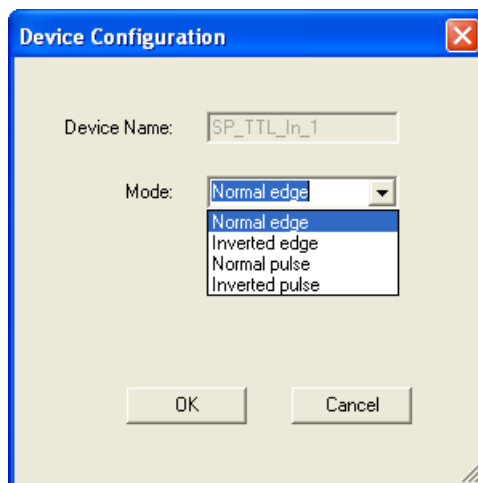 Device Configuration
Device Name: SP_TTL_In_1
Mode: Normal edge
Normal edge
Inverted edge
Normal pulse
Inverted pulse
OK Cancel